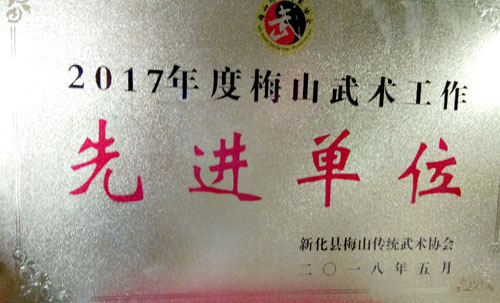 武
2017年度梅山武术工作
先进单位
新化县梅山传统武术协会
二〇一八年五月